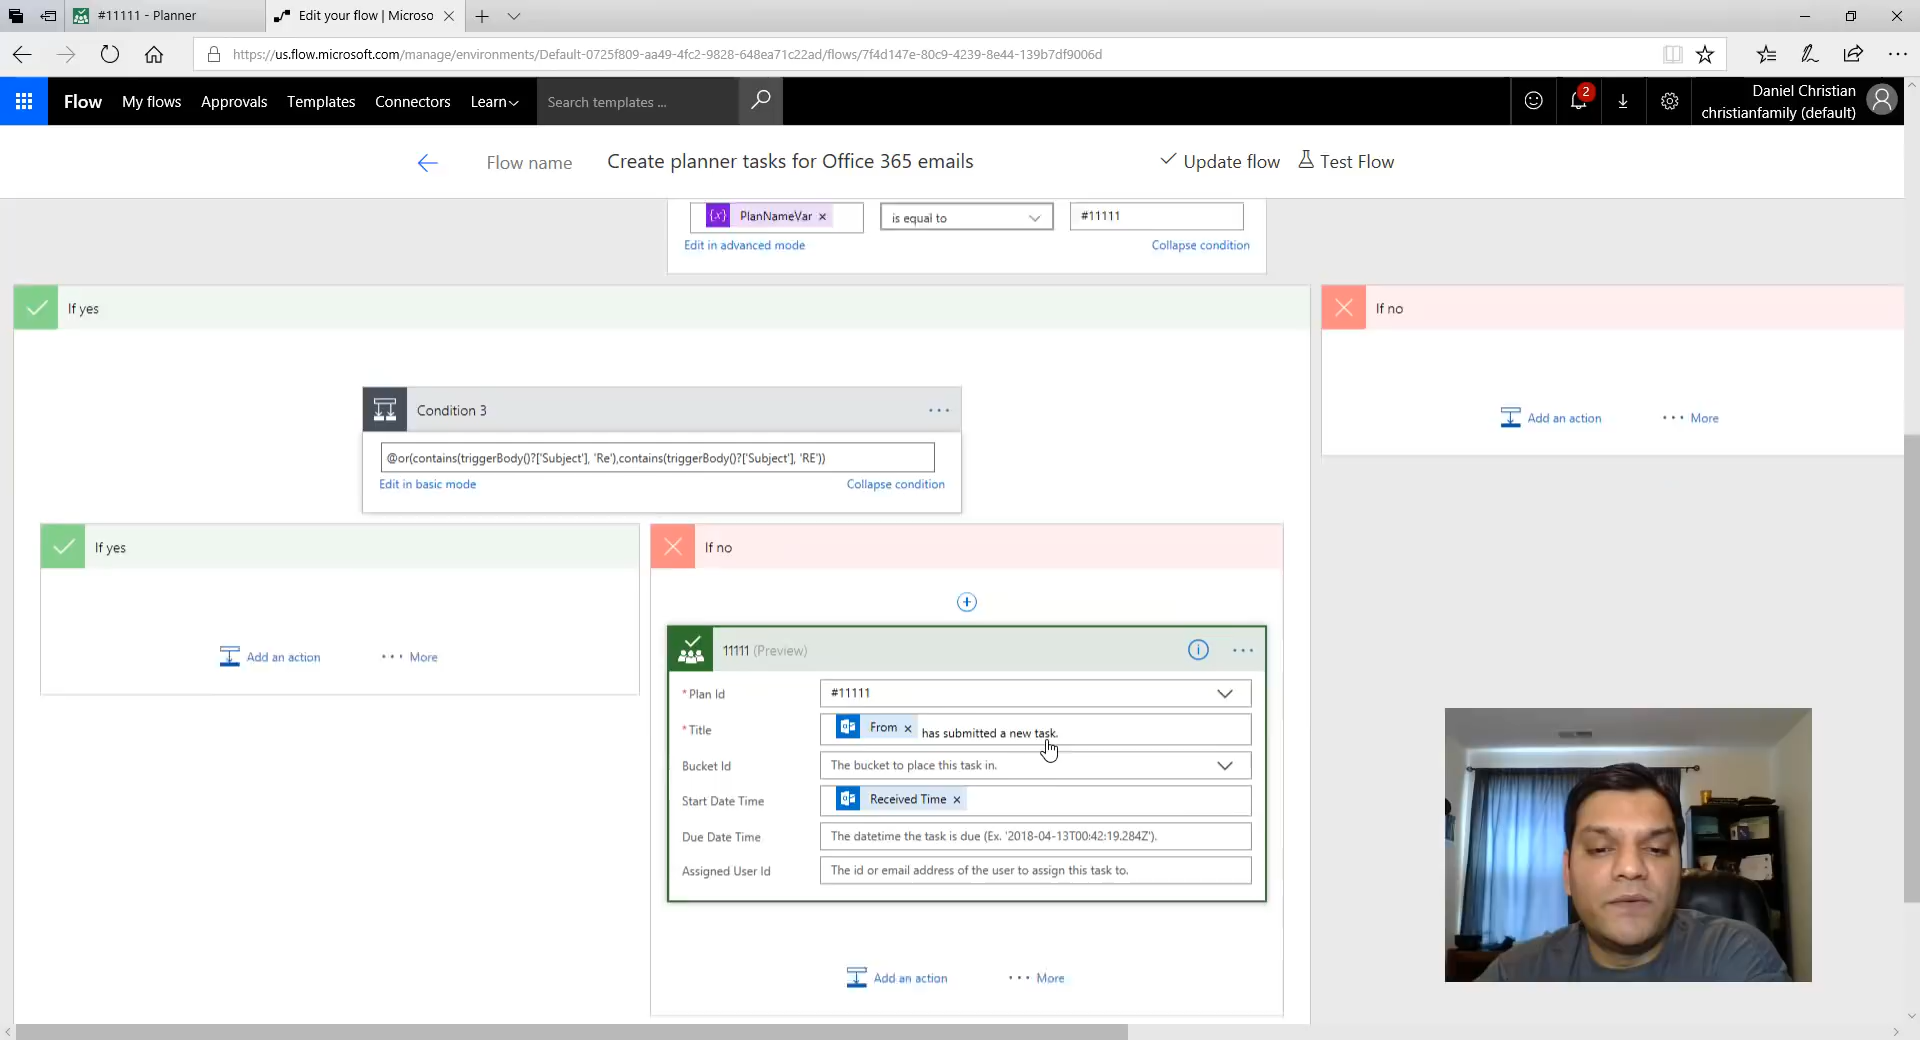 #11111 - Planner
Edit your flow | Microso
https://us.flow.microsoft.com/manage/environments/Default-0725f809-aa49-4fc2-9828-648ea71c22ad/flows/7f4d147e-80c9-4239-8e44-139b7df9006d
Flow My flows Approvals Templates Connectors Learn Search templates ... 2 Daniel Christian
christianfamily (default)
Flow name Create planner tasks for Office 365 emails Update flow Test Flow
{x} PlanNameVar × is equal to #11111
Edit in advanced mode Collapse condition
If yes If no
Condition 3 ...
Add an action ... More
@or(contains(triggerBody()?['Subject'], 'Re'),contains(triggerBody()?['Subject'], 'RE'))
Edit in basic mode Collapse condition
If yes If no
11111 (Preview) i ...
Add an action ... More
* Plan Id #11111
* Title From × has submitted a new task.
Bucket Id The bucket to place this task in.
Start Date Time Received Time ×
Due Date Time The datetime the task is due (Ex. '2018-04-13T00:42:19.284Z').
Assigned User Id The id or email address of the user to assign this task to.
Add an action ... More